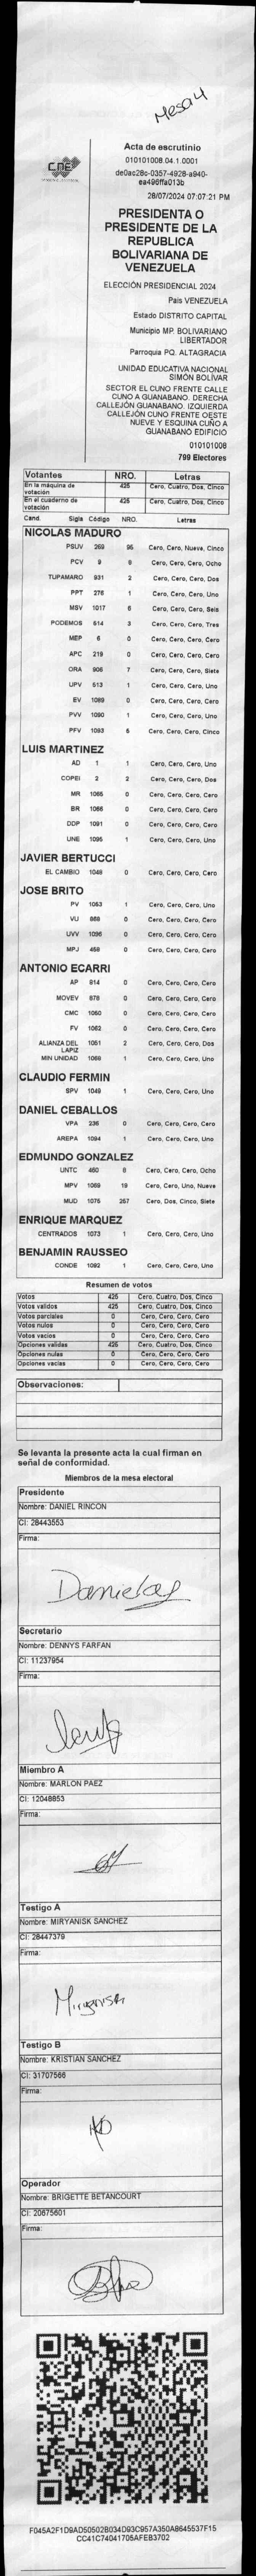 Mesa 4
CNE
Acta de escrutinio
010101008.04.1.0001
de0ac28c-0357-4928-a940-
ea496ffa013b
28/07/2024 07:07:21 PM
PRESIDENTA O
PRESIDENTE DE LA
REPUBLICA
BOLIVARIANA DE
VENEZUELA
ELECCIÓN PRESIDENCIAL 2024
País VENEZUELA
Estado DISTRITO CAPITAL
Municipio MP. BOLIVARIANO
LIBERTADOR
Parroquia PQ. ALTAGRACIA
UNIDAD EDUCATIVA NACIONAL
SIMÓN BOLÍVAR
SECTOR EL CUNO FRENTE CALLE
CUNO A GUANABANO. DERECHA
CALLEJÓN GUANABANO. IZQUIERDA
CALLEJÓN CUNO FRENTE OESTE
NUEVE Y ESQUINA CUÑO A
GUANABANO EDIFICIO
010101008
799 Electores
Votantes NRO. Letras
En la máquina de votación 425 Cero, Cuatro, Dos, Cinco
En el cuaderno de votación 425 Cero, Cuatro, Dos, Cinco
Cand. Sigla Código NRO. Letras
NICOLAS MADURO
PSUV 269 95 Cero, Cero, Nueve, Cinco
PCV 9 8 Cero, Cero, Cero, Ocho
TUPAMARO 931 2 Cero, Cero, Cero, Dos
PPT 276 1 Cero, Cero, Cero, Uno
MSV 1017 6 Cero, Cero, Cero, Seis
PODEMOS 614 3 Cero, Cero, Cero, Tres
MEP 6 0 Cero, Cero, Cero, Cero
APC 219 0 Cero, Cero, Cero, Cero
ORA 906 7 Cero, Cero, Cero, Siete
UPV 513 1 Cero, Cero, Cero, Uno
EV 1089 0 Cero, Cero, Cero, Cero
PVV 1090 1 Cero, Cero, Cero, Uno
PFV 1093 5 Cero, Cero, Cero, Cinco
LUIS MARTINEZ
AD 1 1 Cero, Cero, Cero, Uno
COPEI 2 2 Cero, Cero, Cero, Dos
MR 1065 0 Cero, Cero, Cero, Cero
BR 1066 0 Cero, Cero, Cero, Cero
DDP 1091 0 Cero, Cero, Cero, Cero
UNE 1095 1 Cero, Cero, Cero, Uno
JAVIER BERTUCCI
EL CAMBIO 1049 0 Cero, Cero, Cero, Cero
JOSE BRITO
PV 1053 1 Cero, Cero, Cero, Uno
VU 868 0 Cero, Cero, Cero, Cero
UVV 1096 0 Cero, Cero, Cero, Cero
MPJ 458 0 Cero, Cero, Cero, Cero
ANTONIO ECARRI
AP 914 0 Cero, Cero, Cero, Cero
MOVEV 878 0 Cero, Cero, Cero, Cero
CMC 1060 0 Cero, Cero, Cero, Cero
FV 1062 0 Cero, Cero, Cero, Cero
ALIANZA DEL LAPIZ 1051 2 Cero, Cero, Cero, Dos
MIN UNIDAD 1069 1 Cero, Cero, Cero, Uno
CLAUDIO FERMIN
SPV 1049 1 Cero, Cero, Cero, Uno
DANIEL CEBALLOS
VPA 236 0 Cero, Cero, Cero, Cero
AREPA 1094 1 Cero, Cero, Cero, Uno
EDMUNDO GONZALEZ
UNTC 460 8 Cero, Cero, Cero, Ocho
MPV 1069 19 Cero, Cero, Uno, Nueve
MUD 1075 257 Cero, Dos, Cinco, Siete
ENRIQUE MARQUEZ
CENTRADOS 1073 1 Cero, Cero, Cero, Uno
BENJAMIN RAUSSEO
CONDE 1092 1 Cero, Cero, Cero, Uno
Resumen de votos
Votos 425 Cero, Cuatro, Dos, Cinco
Votos validos 425 Cero, Cuatro, Dos, Cinco
Votos parciales 0 Cero, Cero, Cero, Cero
Votos nulos 0 Cero, Cero, Cero, Cero
Votos vacios 0 Cero, Cero, Cero, Cero
Opciones validas 425 Cero, Cuatro, Dos, Cinco
Opciones nulas 0 Cero, Cero, Cero, Cero
Opciones vacias 0 Cero, Cero, Cero, Cero
Observaciones:
Se levanta la presente acta la cual firman en
señal de conformidad.
Miembros de la mesa electoral
Presidente
Nombre: DANIEL RINCON
CI: 28443553
Firma:
Secretario
Nombre: DENNYS FARFAN
CI: 11237954
Firma:
Miembro A
Nombre: MARLON PAEZ
CI: 12048853
Firma:
Testigo A
Nombre: MIRYANISK SANCHEZ
CI: 28447379
Firma:
Testigo B
Nombre: KRISTIAN SANCHEZ
CI: 31707566
Firma:
Operador
Nombre: BRIGETTE BETANCOURT
CI: 20675601
Firma:
F045A2F1D9AD50502B034D93C957A350A8645537F15
CC41C74041705AFEB3702